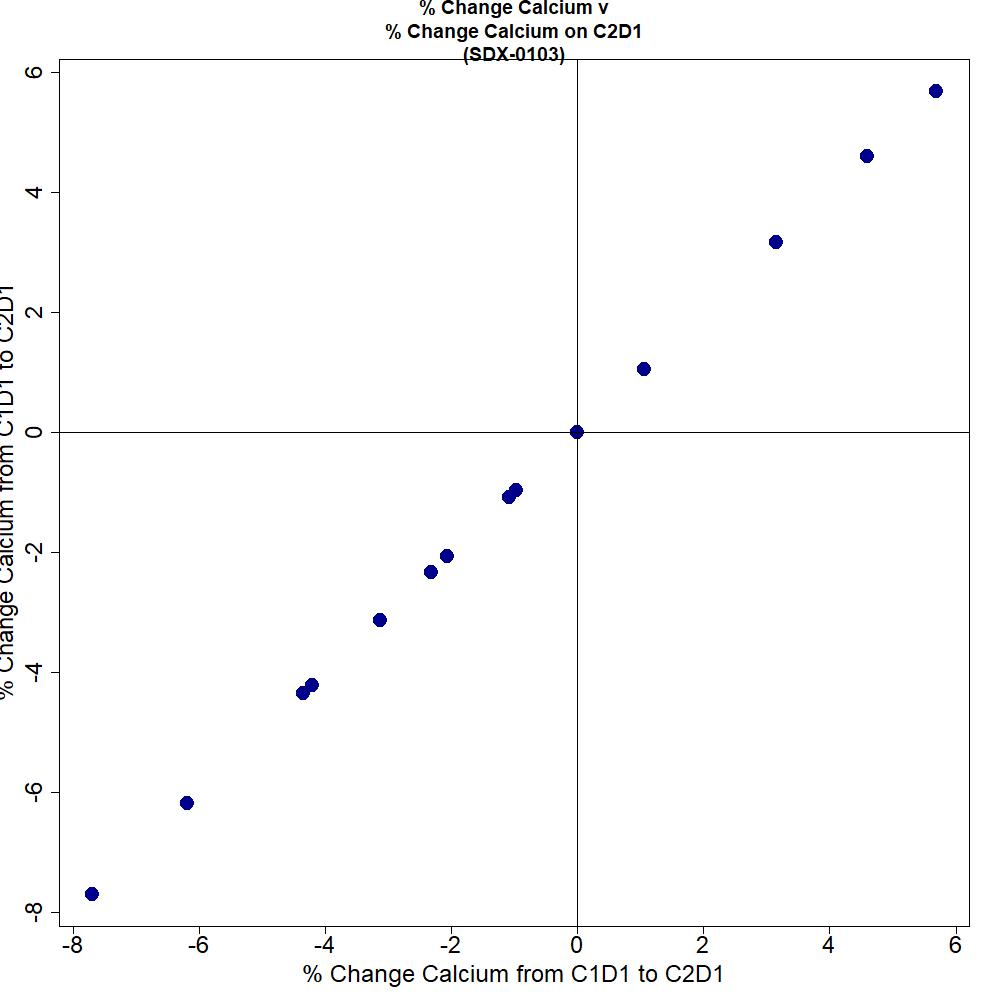 % Change Calcium v
% Change Calcium on C2D1
(SDX-0103)
6
4
2
0
-2
-4
-6
-8
% Change Calcium from C1D1 to C2D1
-8 -6 -4 -2 0 2 4 6
% Change Calcium from C1D1 to C2D1